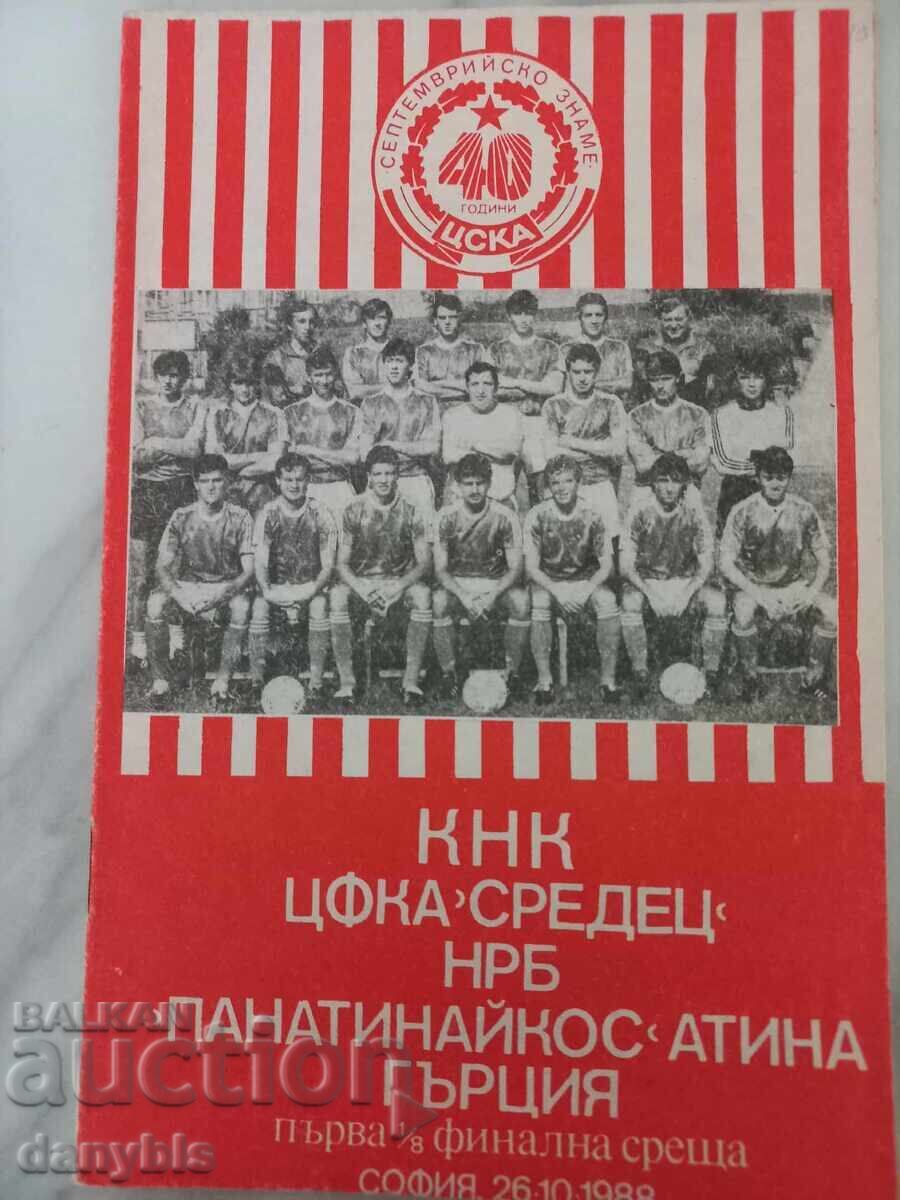 СЕПТЕМВРИЙСКО ЗНАМЕ
40
ГОДИНИ
ЦСКА
КНК
ЦФКА ›СРЕДЕЦ‹
НРБ
›ПАНАТИНАЙКОС‹ АТИНА
ГЪРЦИЯ
първа 1/8 финална среща
СОФИЯ, 26.10.1988
BALKAN
auction
danybls